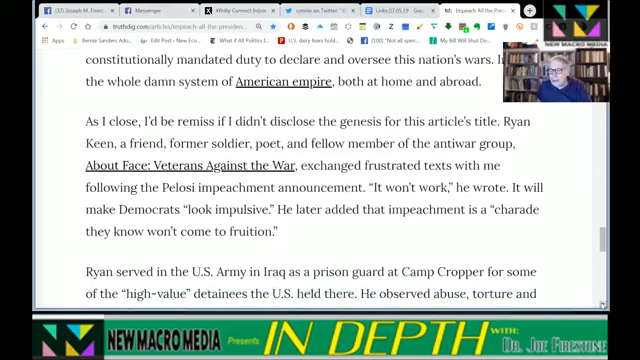 (37) Joseph M. Fires
Messenger
Xfinity Connect Inbox
Links 02.05.19
Impeach All the Presiden
truthdig.com/articles/impeach-all-the-presiden
Apps
Bernie Sanders Ado
Edit Post ‹ New Eco
What if All Politics I
U.S. dairy fears hold
(30) "Not all spen
My Bill Will Shut Do
NEW MACRO MEDIA
constitutionally mandated duty to declare and oversee this nation's wars.
the whole damn system of American empire, both at home and abroad.
As I close, I'd be remiss if I didn't disclose the genesis for this article's title. Ryan
Keen, a friend, former soldier, poet, and fellow member of the antiwar group,
About Face: Veterans Against the War, exchanged frustrated texts with me
following the Pelosi impeachment announcement. "It won't work," he wrote. It will
make Democrats "look impulsive." He later added that impeachment is a "charade
they know won't come to fruition."
Ryan served in the U.S. Army in Iraq as a prison guard at Camp Cropper for some
of the "high-value" detainees the U.S. held there. He observed abuse, torture and
NEW MACRO MEDIA Presents: IN DEPTH WITH: DR. JOE FIRESTONE